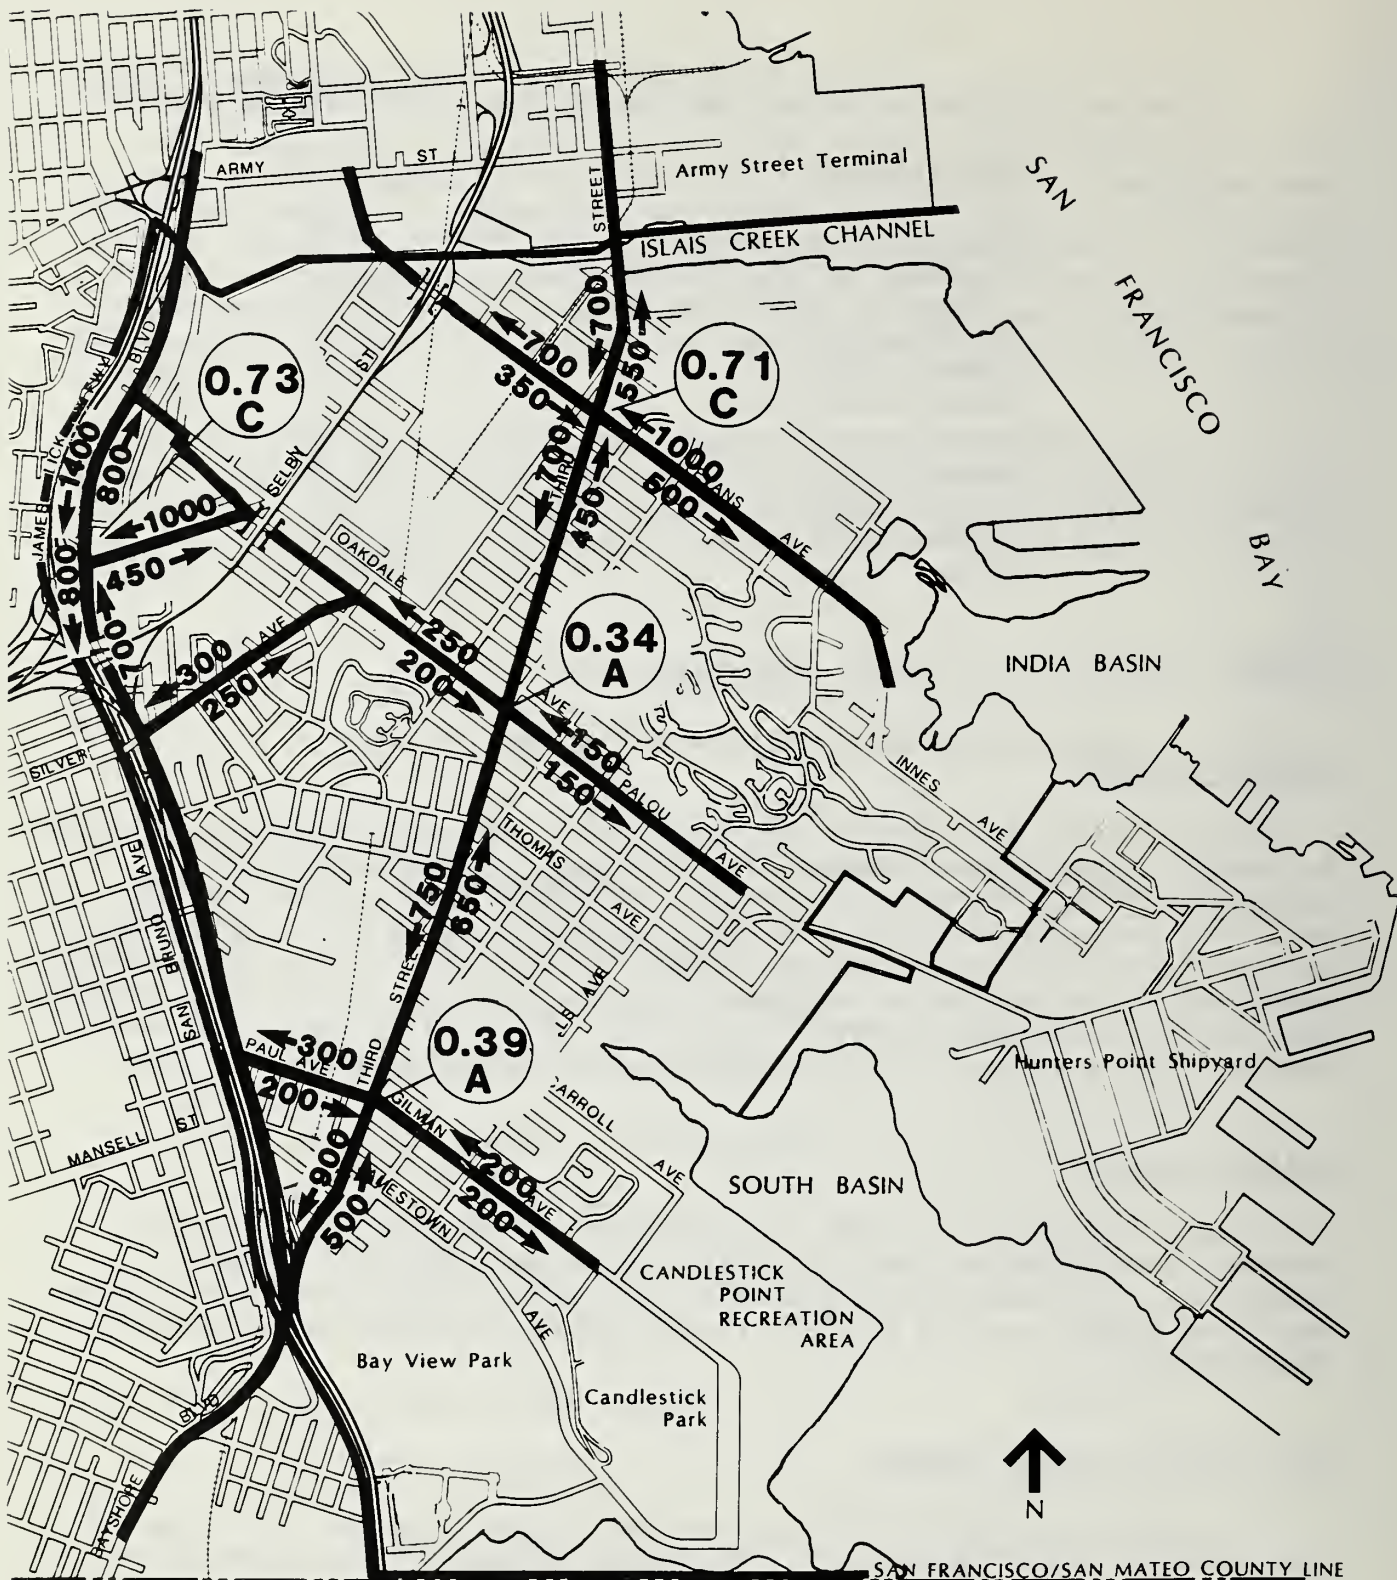 ARMY ST
STREET
Army Street Terminal
SAN
FRANCISCO
BAY
ISLAIS CREEK CHANNEL
700
550
700
350
0.71
C
0.73
C
BLVD
JAMES LICK FWY
1400
800
ST
SELBY
1000
500
EVANS
AVE
700
THIRD
450
1000
450
800
700
OAKDALE
AVE
250
200
0.34
A
AVE
300
250
150
150
PALOU
AVE
INDIA BASIN
SILVER
INNES
AVE
THOMAS
AVE
AVE
750
650
STREET
SAN BRUNO AVE
0.39
A
THIRD
Hunters Point Shipyard
300
PAUL AVE
200
GILMAN
AVE
CARROLL
AVE
MANSELL ST
900
500
200
200
JAMESTOWN
AVE
SOUTH BASIN
CANDLESTICK
POINT
RECREATION
AREA
Bay View Park
Candlestick
Park
BLVD
BAYSHORE
N
SAN FRANCISCO/SAN MATEO COUNTY LINE